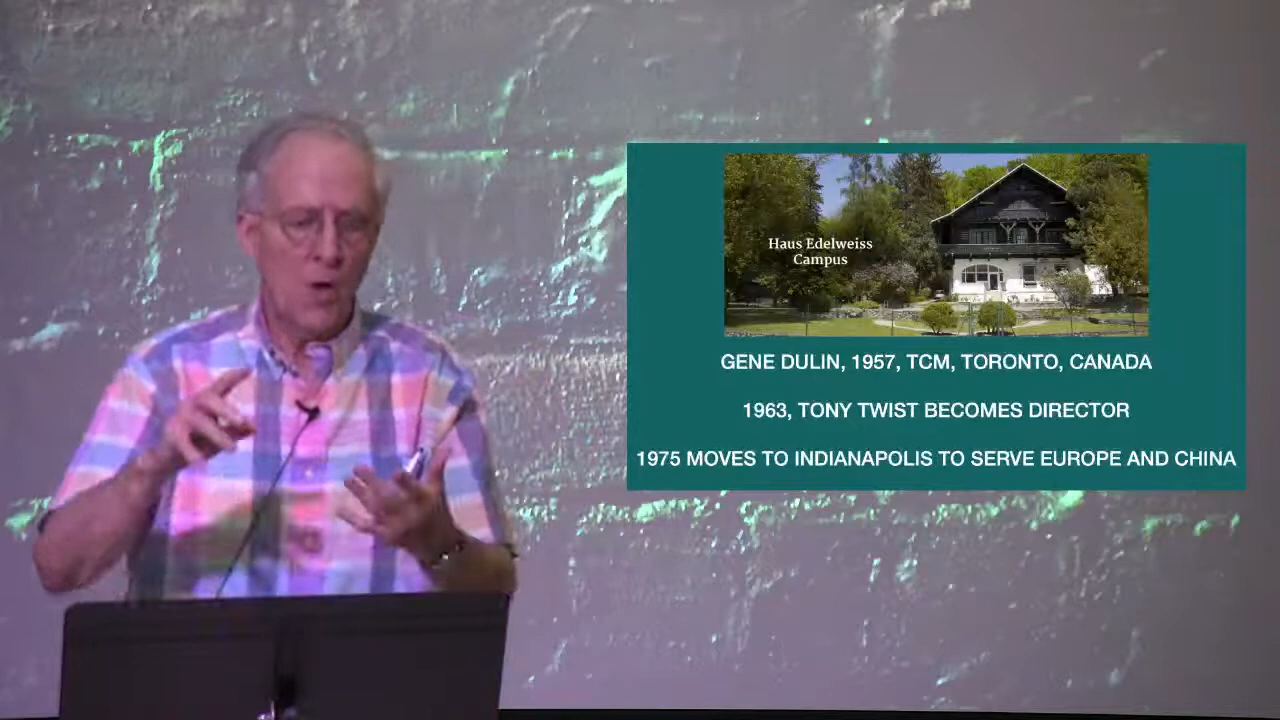 Haus Edelweiss
Campus
GENE DULIN, 1957, TCM, TORONTO, CANADA
1963, TONY TWIST BECOMES DIRECTOR
1975 MOVES TO INDIANAPOLIS TO SERVE EUROPE AND CHINA